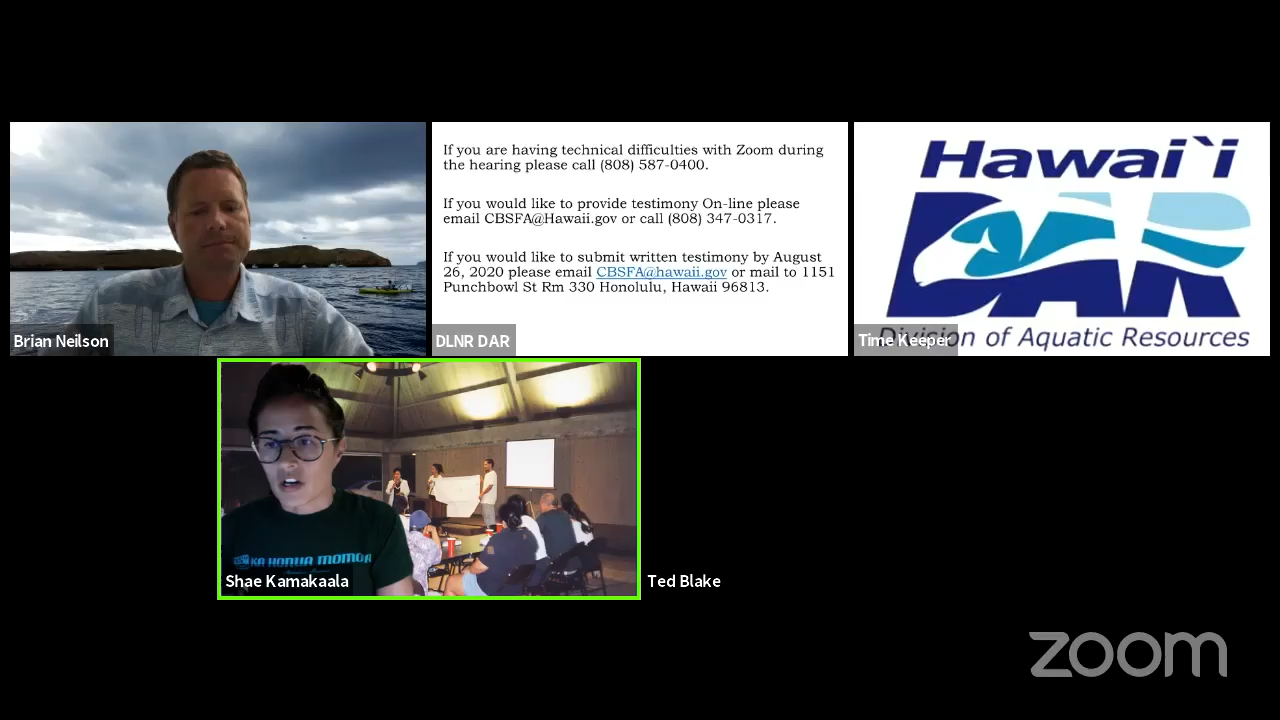 If you are having technical difficulties with Zoom during
the hearing please call (808) 587-0400.
If you would like to provide testimony On-line please
email CBSFA@Hawaii.gov or call (808) 347-0317.
If you would like to submit written testimony by August
26, 2020 please email CBSFA@hawaii.gov or mail to 1151
Punchbowl St Rm 330 Honolulu, Hawaii 96813.
Hawai`i
DAR
Division of Aquatic Resources
Brian Neilson
DLNR DAR
Time Keeper
KA HONUA MOMONA
Shae Kamakaala
Ted Blake
zoom